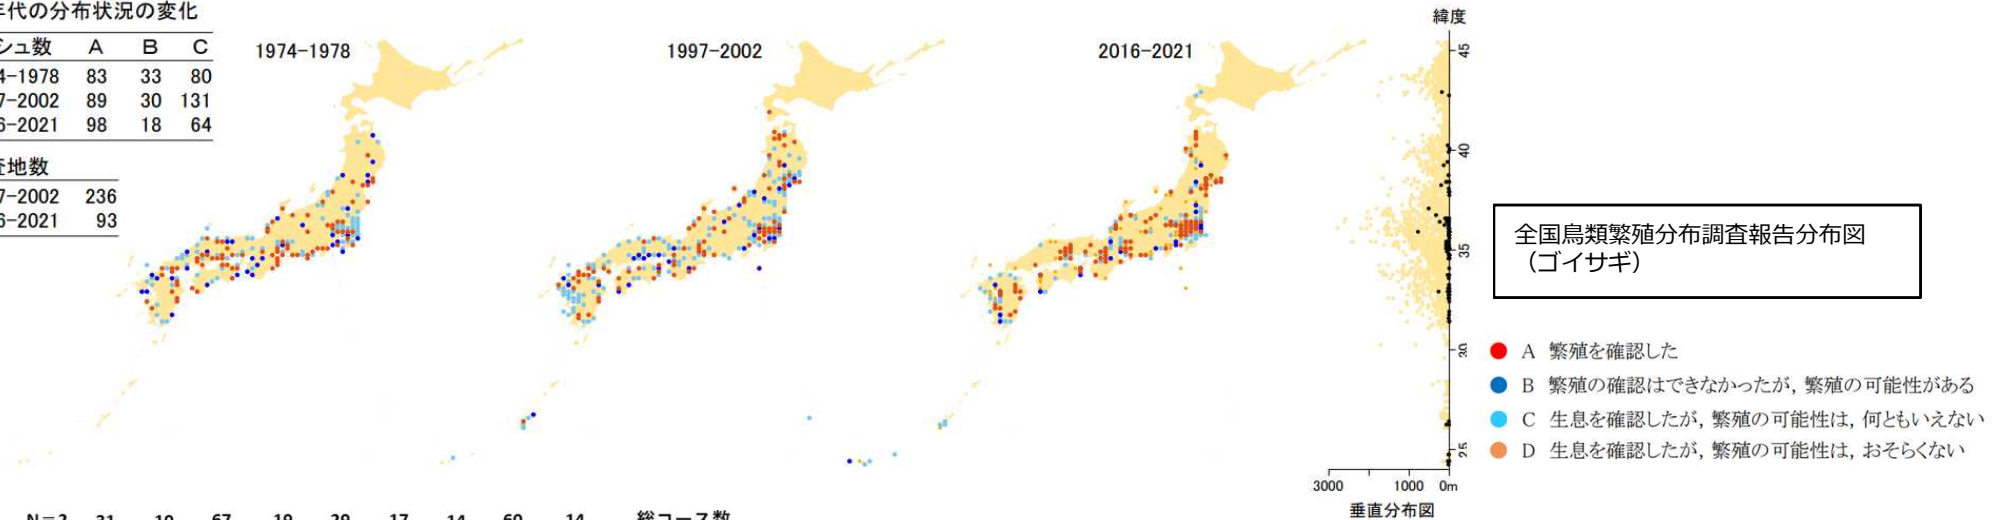 年代の分布状況の変化
シュ数 A B C
4-1978 83 33 80
7-2002 89 30 131
6-2021 98 18 64
査地数
7-2002 236
6-2021 93
1974-1978
1997-2002
2016-2021
緯度
45
40
35
30
25
3000 1000 0m
垂直分布図
全国鳥類繁殖分布調査報告分布図
（ゴイサギ）
A 繁殖を確認した
B 繁殖の確認はできなかったが，繁殖の可能性がある
C 生息を確認したが，繁殖の可能性は，何ともいえない
D 生息を確認したが，繁殖の可能性は，おそらくない